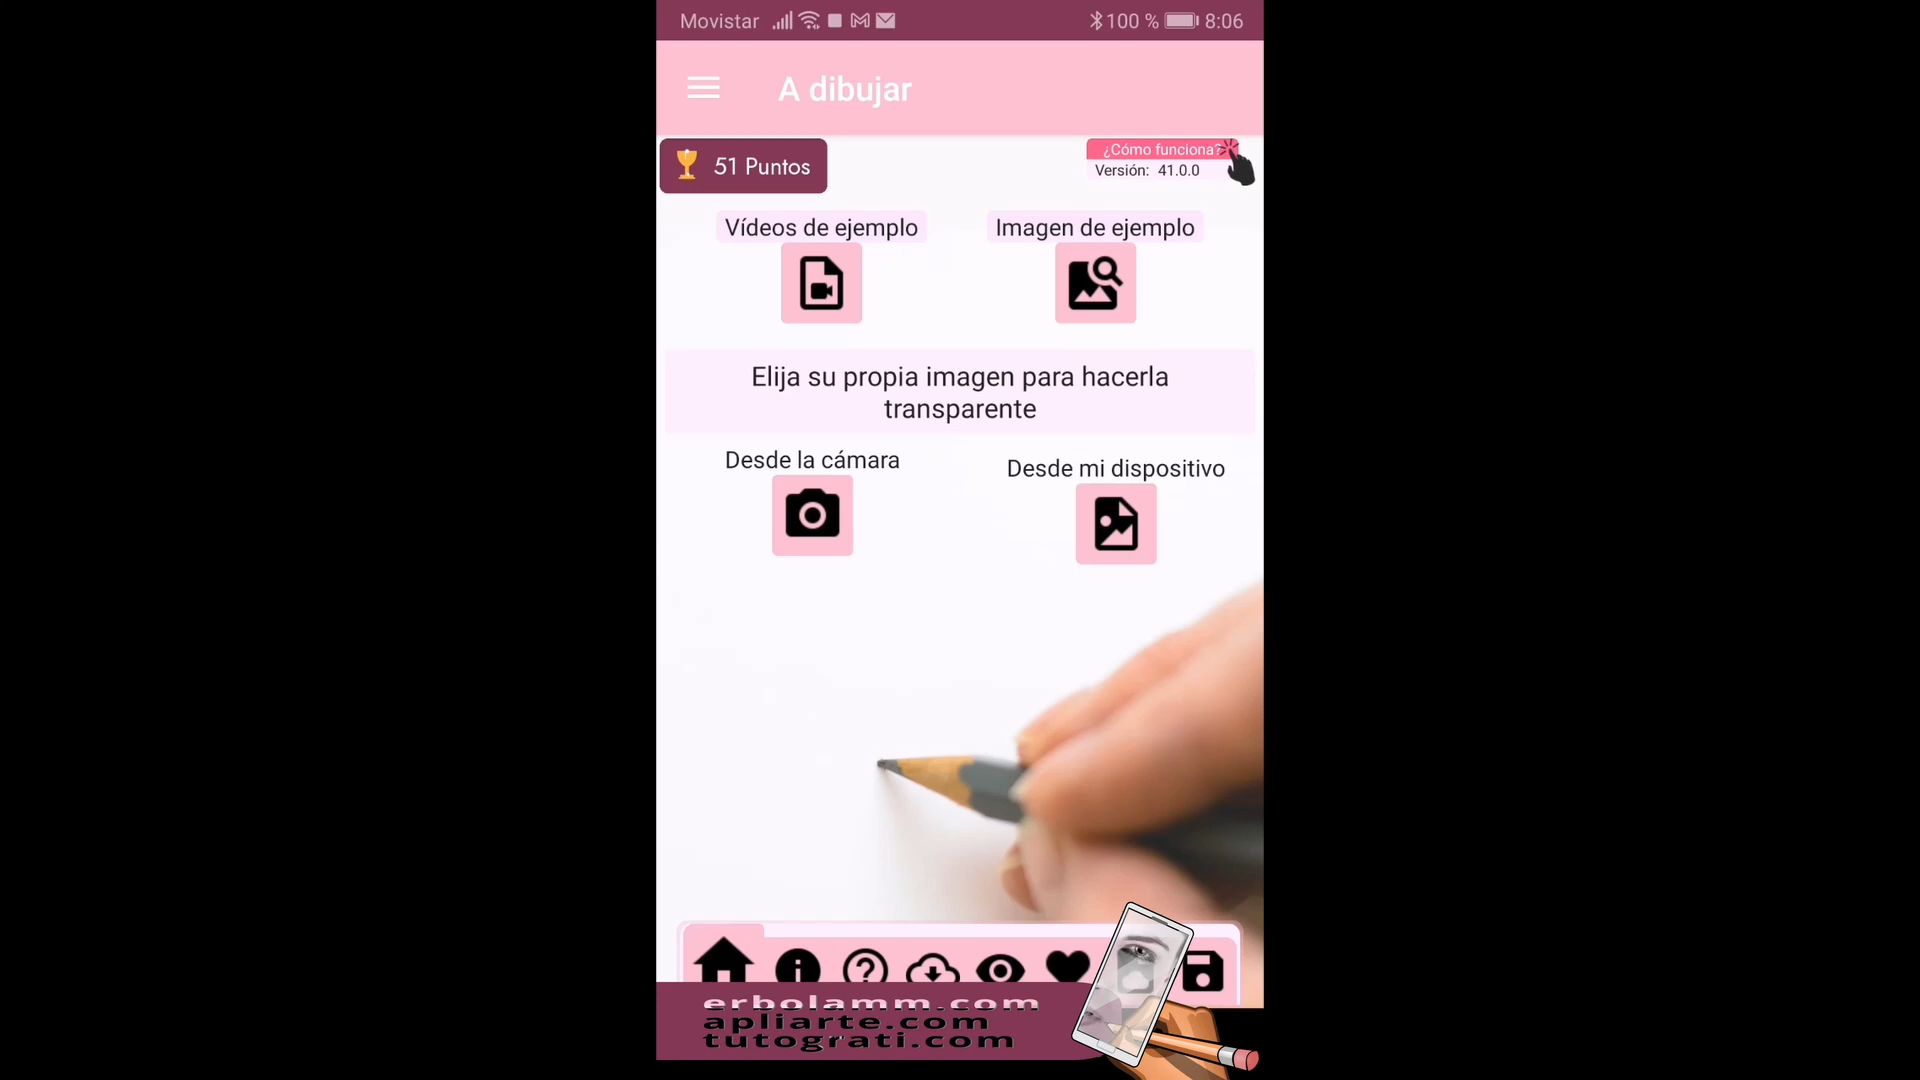 Movistar 100 % 8:06
A dibujar
51 Puntos
¿Cómo funciona?
Versión: 41.0.0
Vídeos de ejemplo
Imagen de ejemplo
Elija su propia imagen para hacerla
transparente
Desde la cámara
Desde mi dispositivo
erbolamm.com
apliarte.com
tutograti.com